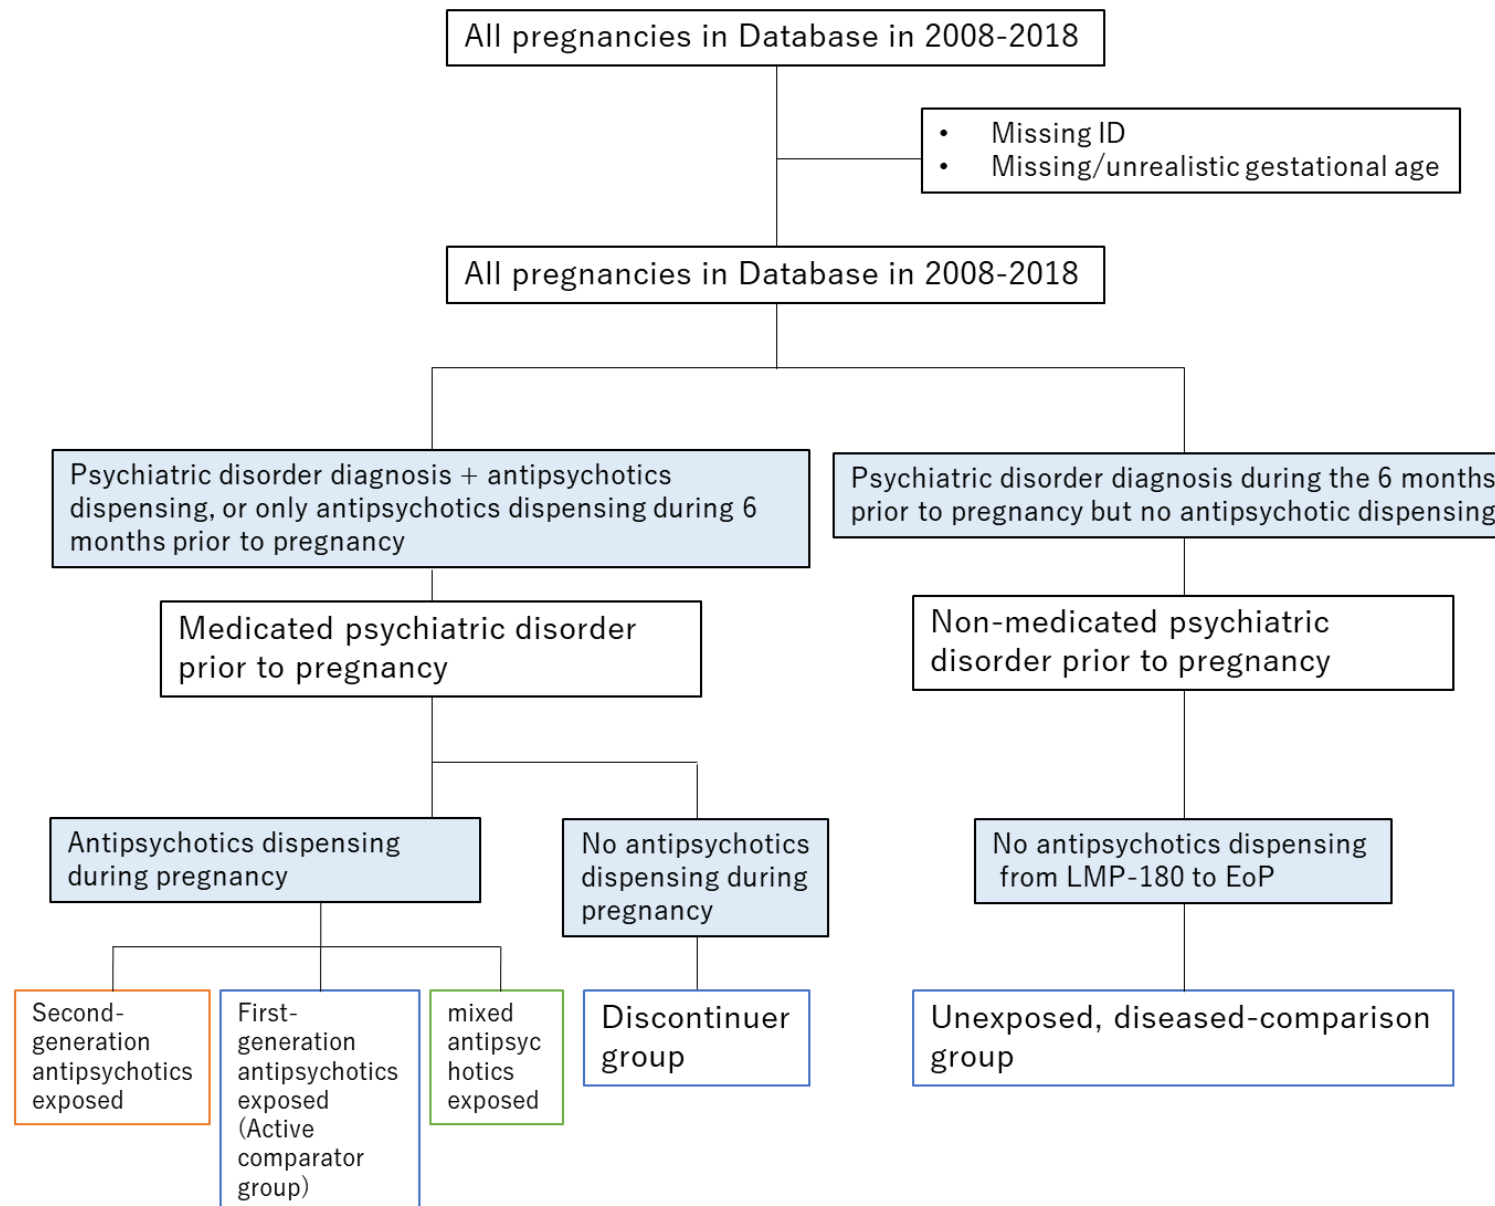 All pregnancies in Database in 2008-2018
• Missing ID
• Missing/unrealistic gestational age
All pregnancies in Database in 2008-2018
Psychiatric disorder diagnosis + antipsychotics
dispensing, or only antipsychotics dispensing during 6
months prior to pregnancy
Psychiatric disorder diagnosis during the 6 months
prior to pregnancy but no antipsychotic dispensing
Medicated psychiatric disorder
prior to pregnancy
Non-medicated psychiatric
disorder prior to pregnancy
Antipsychotics dispensing
during pregnancy
No antipsychotics
dispensing during
pregnancy
No antipsychotics dispensing
from LMP-180 to EoP
Second-
generation
antipsychotics
exposed
First-
generation
antipsychotics
exposed
(Active
comparator
group)
mixed
antipsyc
hotics
exposed
Discontinuer
group
Unexposed, diseased-comparison
group